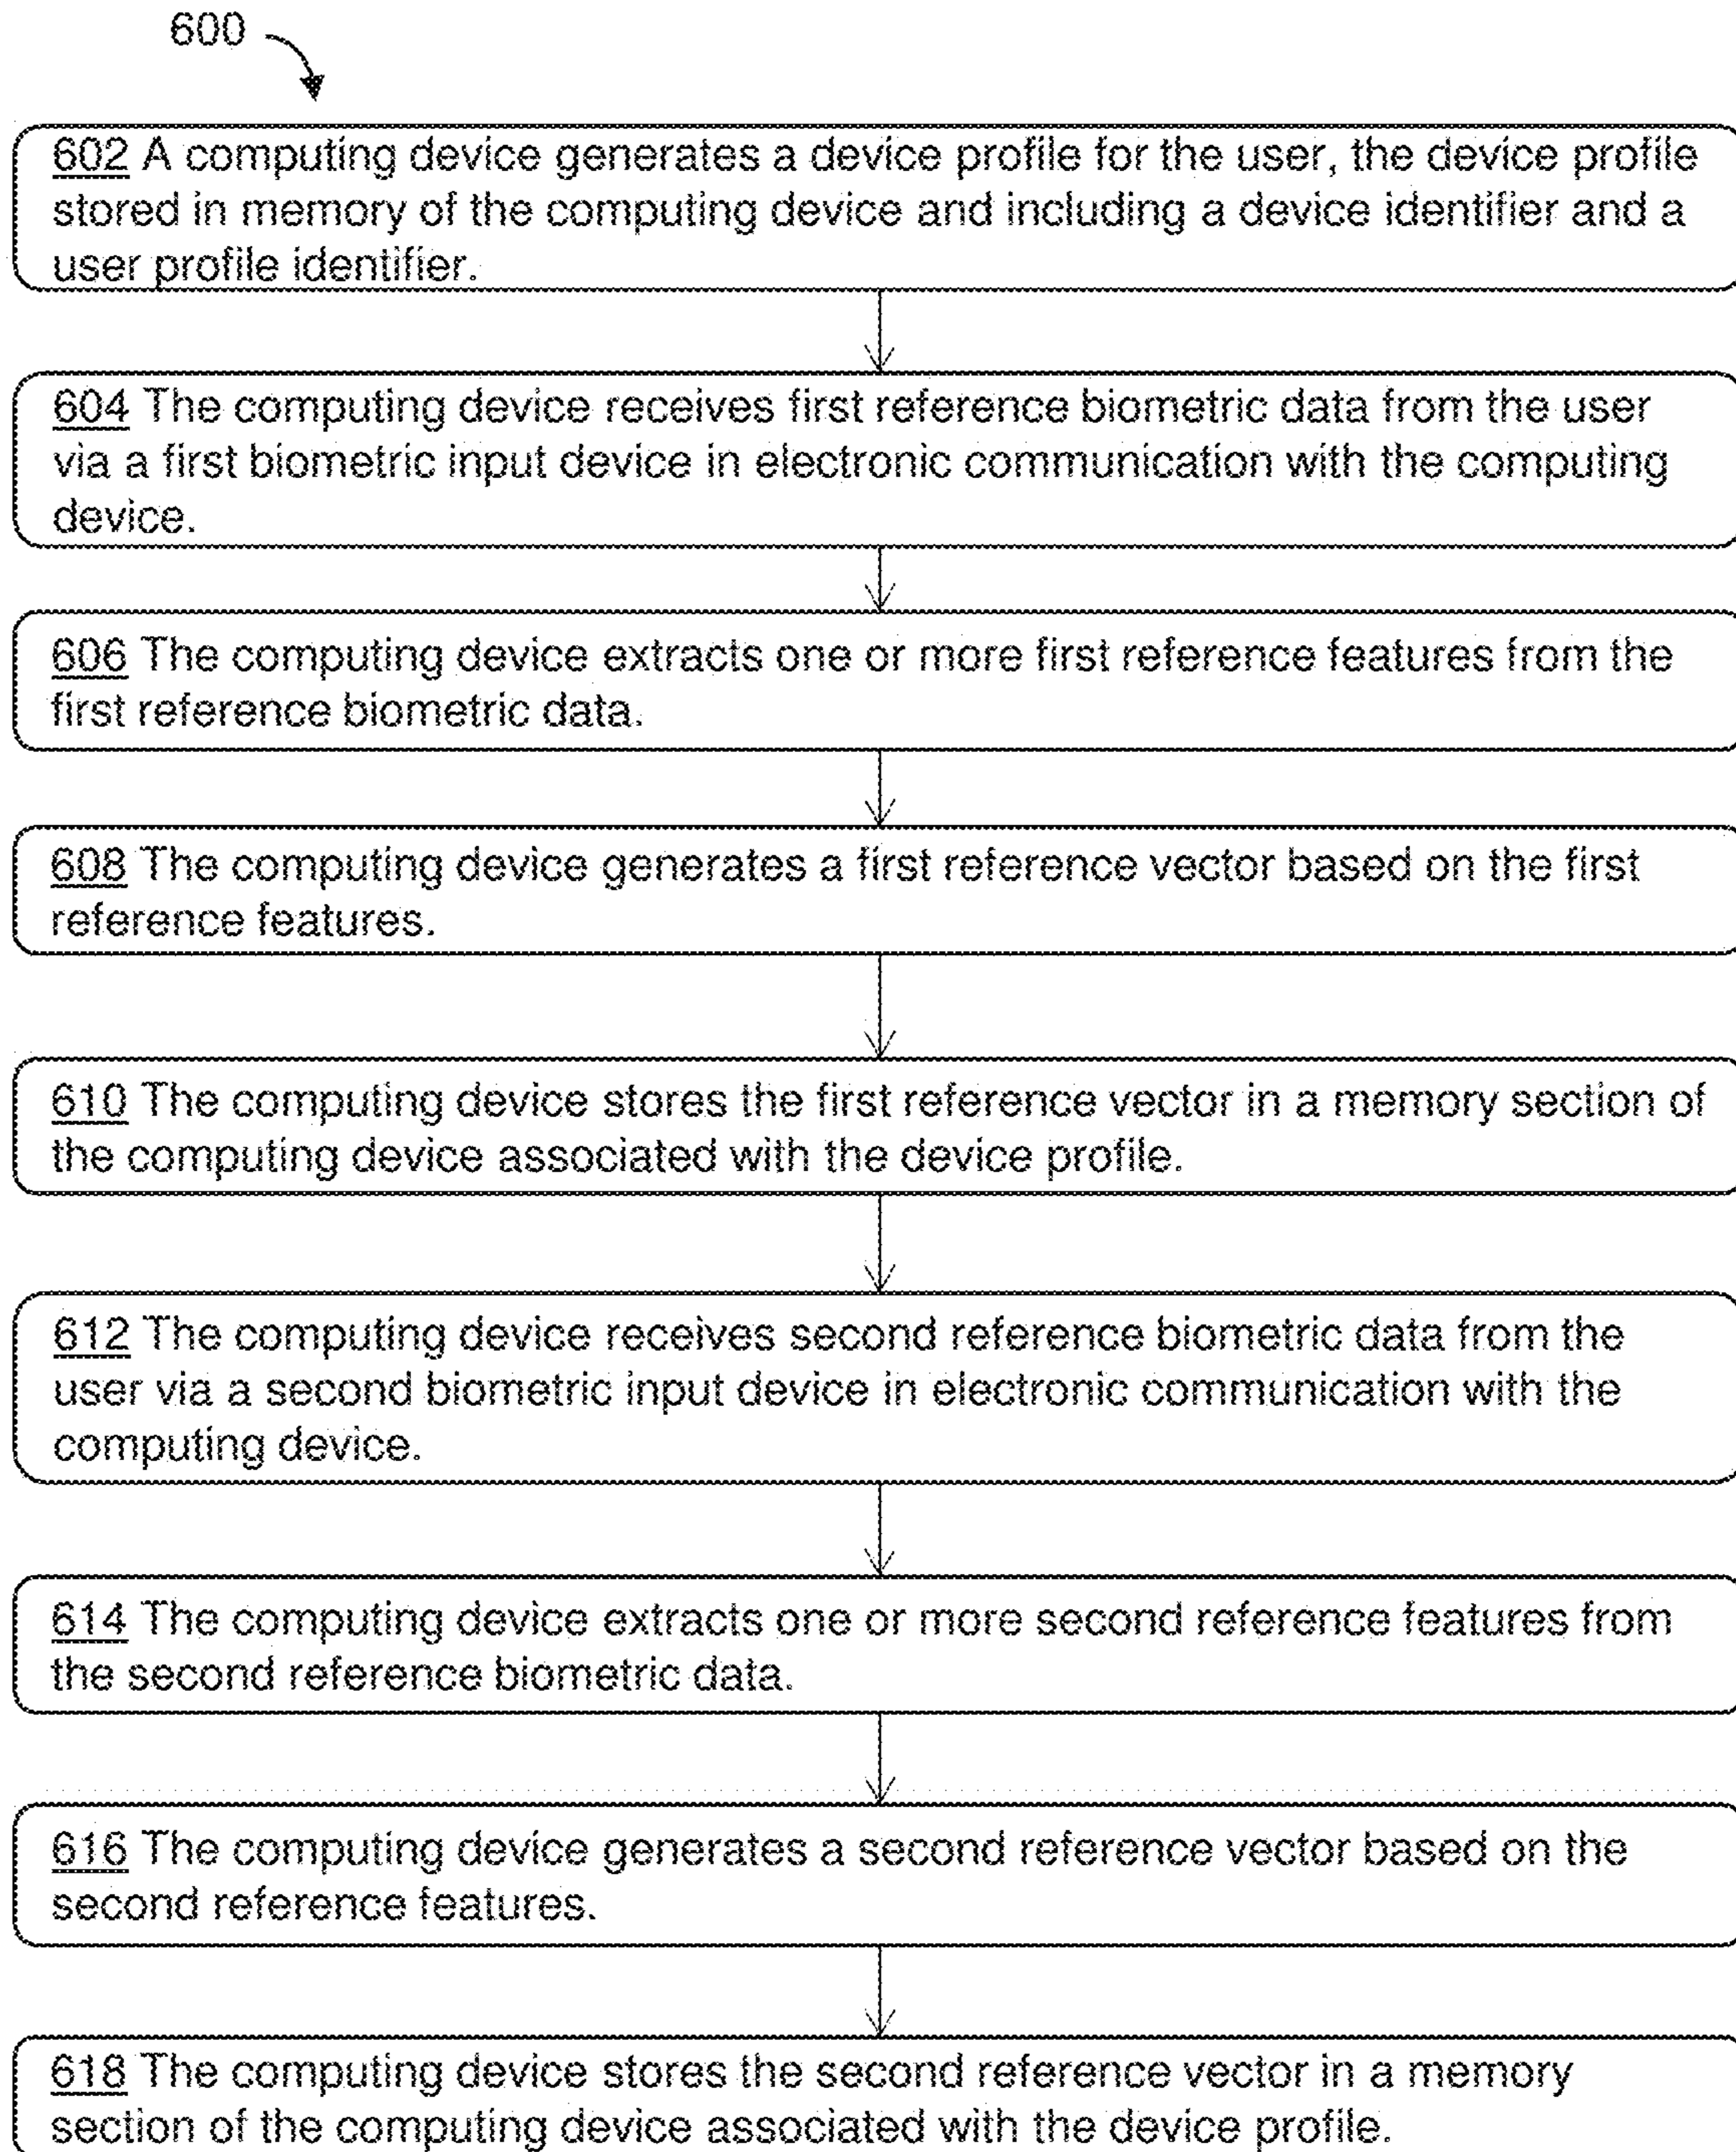 600
602 A computing device generates a device profile for the user, the device profile
stored in memory of the computing device and including a device identifier and a
user profile identifier.
604 The computing device receives first reference biometric data from the user
via a first biometric input device in electronic communication with the computing
device.
606 The computing device extracts one or more first reference features from the
first reference biometric data.
608 The computing device generates a first reference vector based on the first
reference features.
610 The computing device stores the first reference vector in a memory section of
the computing device associated with the device profile.
612 The computing device receives second reference biometric data from the
user via a second biometric input device in electronic communication with the
computing device.
614 The computing device extracts one or more second reference features from
the second reference biometric data.
616 The computing device generates a second reference vector based on the
second reference features.
618 The computing device stores the second reference vector in a memory
section of the computing device associated with the device profile.